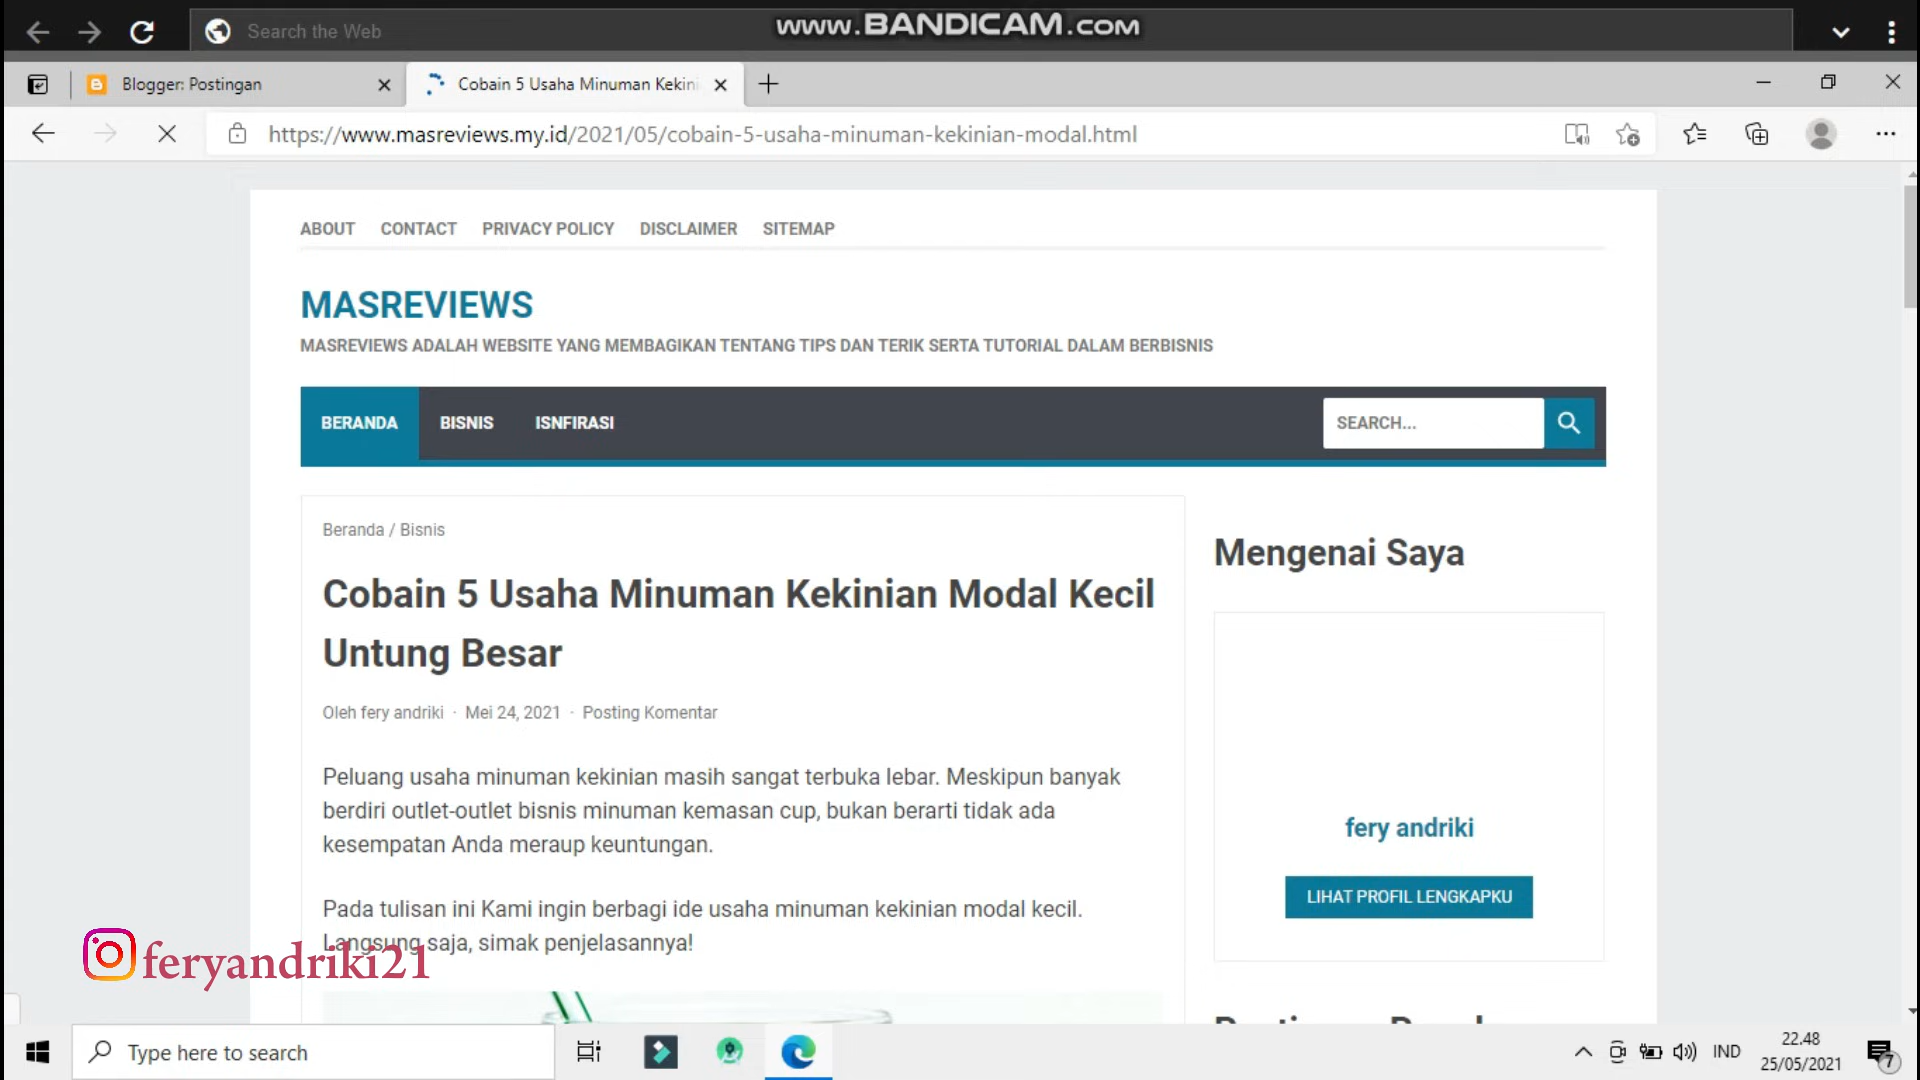 Search the Web
www.BANDICAM.com
Blogger: Postingan
Cobain 5 Usaha Minuman Kekini
https://www.masreviews.my.id/2021/05/cobain-5-usaha-minuman-kekinian-modal.html
ABOUT CONTACT PRIVACY POLICY DISCLAIMER SITEMAP
MASREVIEWS
MASREVIEWS ADALAH WEBSITE YANG MEMBAGIKAN TENTANG TIPS DAN TERIK SERTA TUTORIAL DALAM BERBISNIS
BERANDA BISNIS ISNFIRASI SEARCH...
Beranda / Bisnis
Cobain 5 Usaha Minuman Kekinian Modal Kecil
Untung Besar
Oleh fery andriki · Mei 24, 2021 · Posting Komentar
Peluang usaha minuman kekinian masih sangat terbuka lebar. Meskipun banyak
berdiri outlet-outlet bisnis minuman kemasan cup, bukan berarti tidak ada
kesempatan Anda meraup keuntungan.
Pada tulisan ini Kami ingin berbagi ide usaha minuman kekinian modal kecil.
Langsung saja, simak penjelasannya!
Mengenai Saya
fery andriki
LIHAT PROFIL LENGKAPKU
feryandriki21
Type here to search
IND
22.48
25/05/2021
7